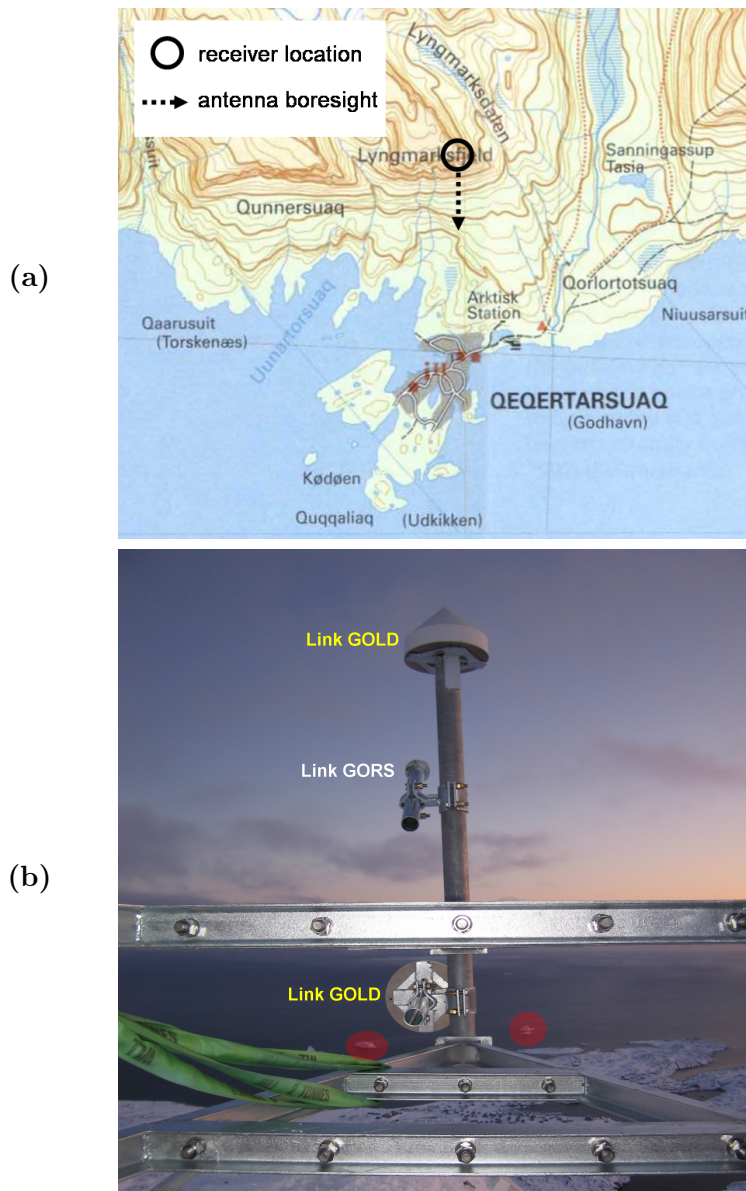 (a)
receiver location
antenna boresight
Lyngmarksdalen
Lyngmarksfjeld
Sanningassup
Tasia
Qunnersuaq
Qaarusuit
(Torskenæs)
Uunartorsuaq
Arktisk
Station
Qorlortotsuaq
Niuusarsuit
QEQERTARSUAQ
(Godhavn)
Kødøen
Quqqaliaq
(Udkikken)
(b)
Link GOLD
Link GORS
Link GOLD